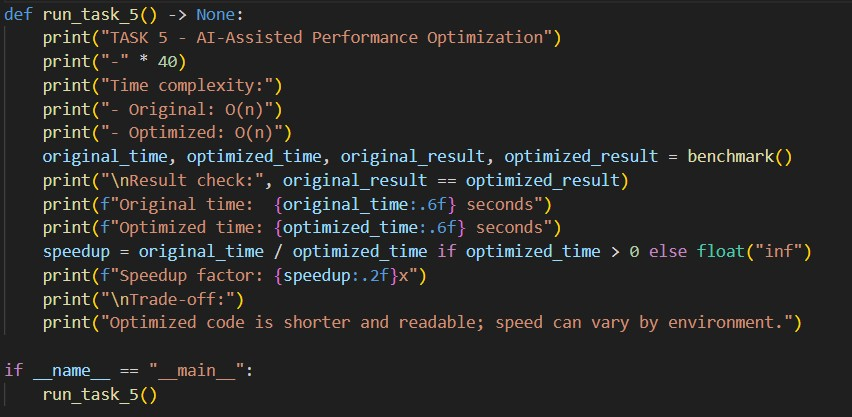 def run_task_5() -> None:
    print("TASK 5 - AI-Assisted Performance Optimization")
    print("-" * 40)
    print("Time complexity:")
    print("- Original: O(n)")
    print("- Optimized: O(n)")
    original_time, optimized_time, original_result, optimized_result = benchmark()
    print("\nResult check:", original_result == optimized_result)
    print(f"Original time:  {original_time:.6f} seconds")
    print(f"Optimized time: {optimized_time:.6f} seconds")
    speedup = original_time / optimized_time if optimized_time > 0 else float("inf")
    print(f"Speedup factor: {speedup:.2f}x")
    print("\nTrade-off:")
    print("Optimized code is shorter and readable; speed can vary by environment.")

if __name__ == "__main__":
    run_task_5()